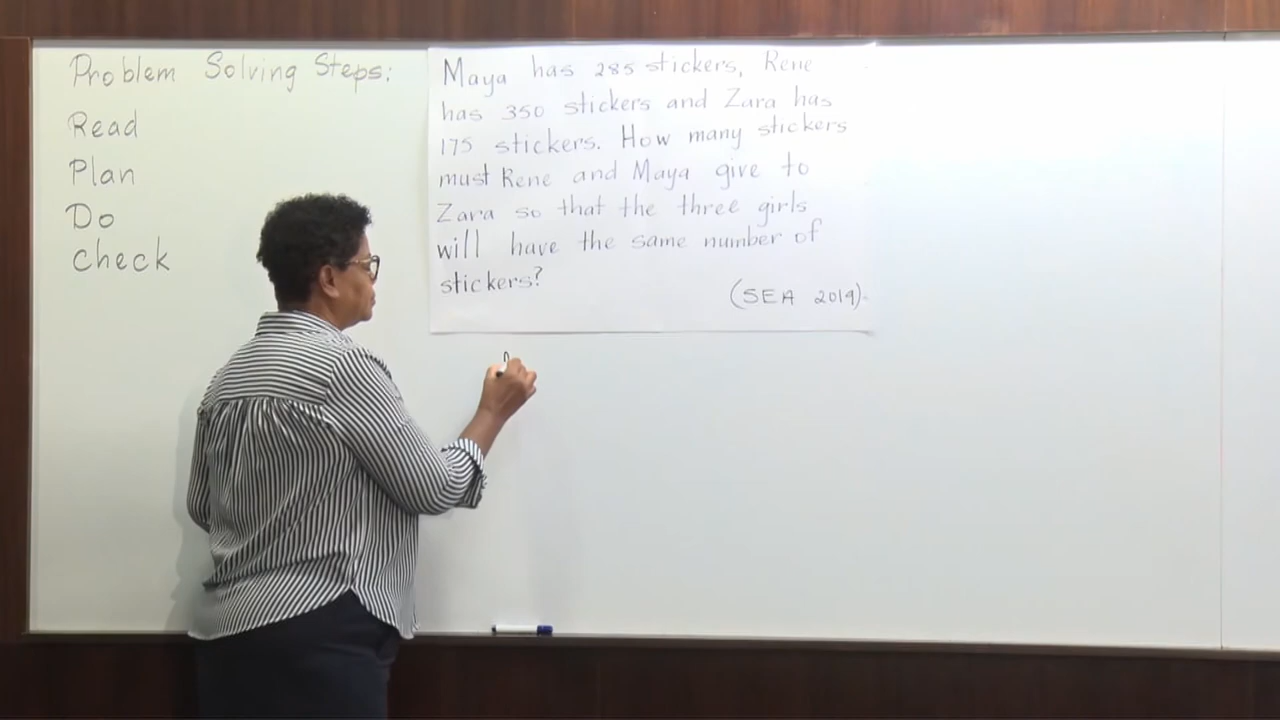 Problem Solving Steps:
Read
Plan
Do
check
Maya has 285 stickers, Rene
has 350 stickers and Zara has
175 stickers. How many stickers
must Rene and Maya give to
Zara so that the three girls
will have the same number of
stickers?
(SEA 2019).